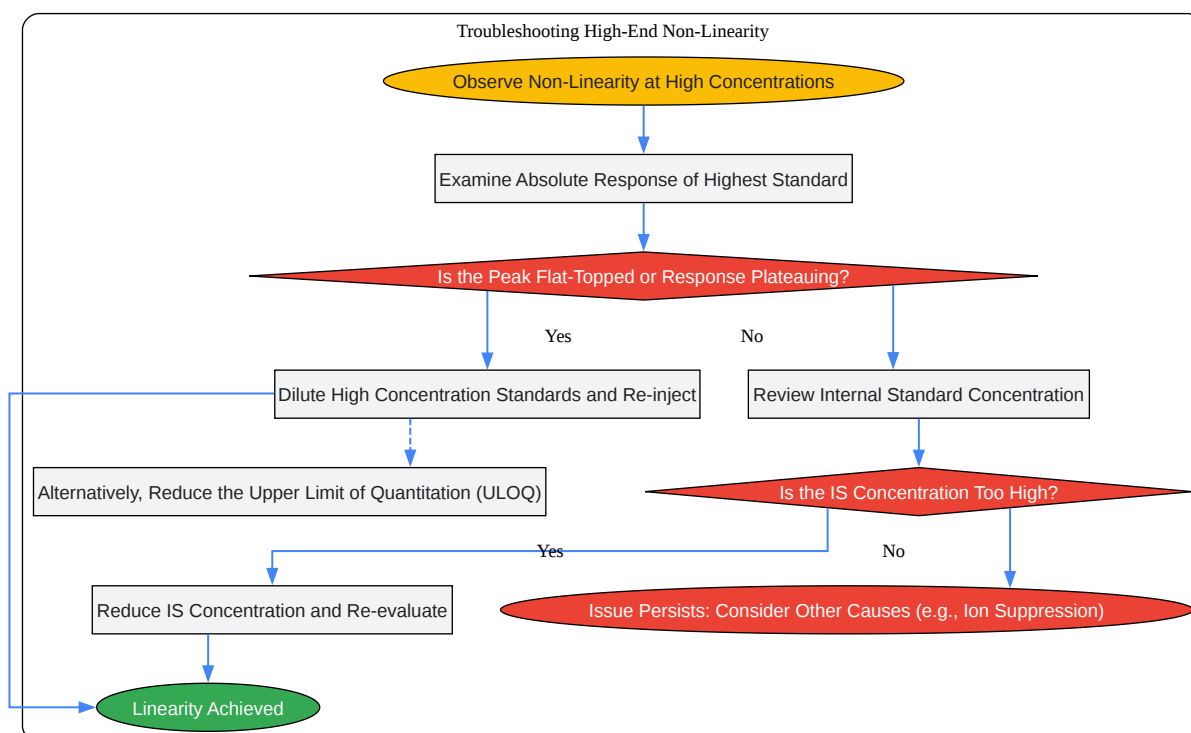 Troubleshooting High-End Non-Linearity
Observe Non-Linearity at High Concentrations
Examine Absolute Response of Highest Standard
Is the Peak Flat-Topped or Response Plateauing?
Yes
No
Dilute High Concentration Standards and Re-inject
Review Internal Standard Concentration
Alternatively, Reduce the Upper Limit of Quantitation (ULOQ)
Is the IS Concentration Too High?
Yes
No
Reduce IS Concentration and Re-evaluate
Issue Persists: Consider Other Causes (e.g., Ion Suppression)
Linearity Achieved